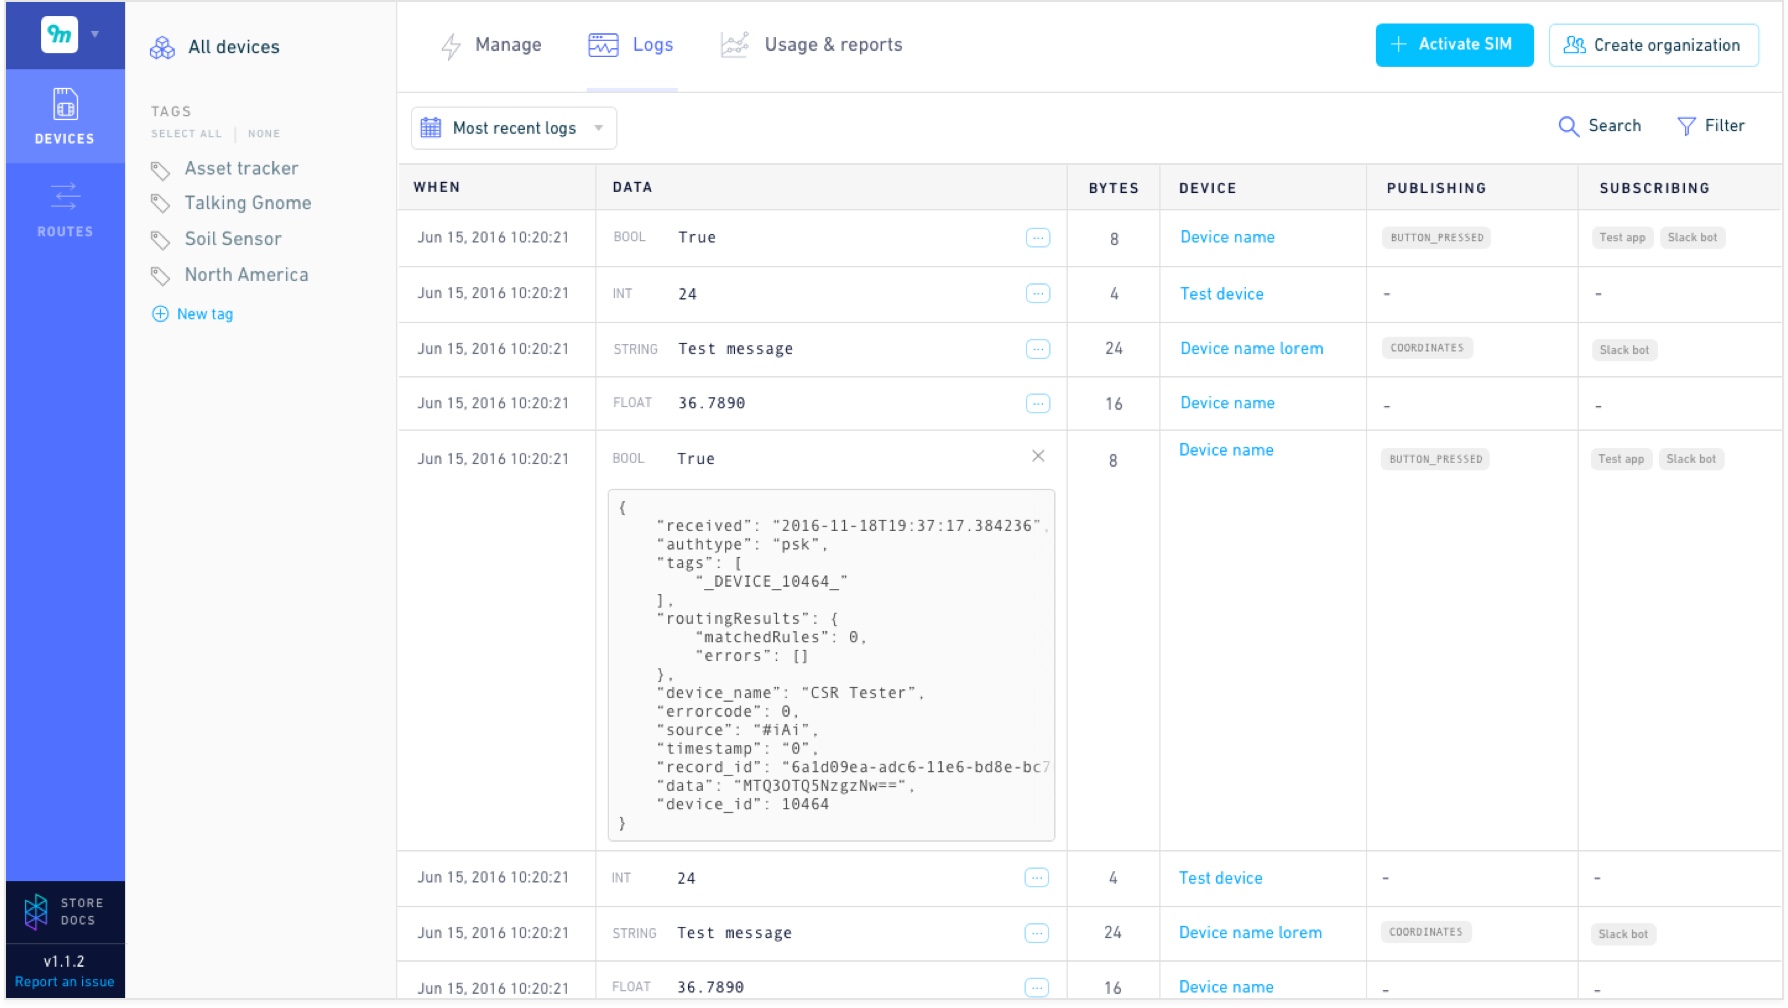 m
DEVICES
ROUTES
STORE
DOCS
v1.1.2
Report an issue
All devices
TAGS
SELECT ALL | NONE
Asset tracker
Talking Gnome
Soil Sensor
North America
New tag
Manage Logs Usage & reports
+ Activate SIM Create organization
Most recent logs Search Filter
WHEN DATA BYTES DEVICE PUBLISHING SUBSCRIBING
Jun 15, 2016 10:20:21 BOOL True ... 8 Device name BUTTON_PRESSED Test app Slack bot
Jun 15, 2016 10:20:21 INT 24 ... 4 Test device - -
Jun 15, 2016 10:20:21 STRING Test message ... 24 Device name lorem COORDINATES Slack bot
Jun 15, 2016 10:20:21 FLOAT 36.7890 ... 16 Device name - -
Jun 15, 2016 10:20:21 BOOL True 8 Device name BUTTON_PRESSED Test app Slack bot
{
“received”: “2016-11-18T19:37:17.384236”,
“authtype”: “psk”,
“tags”: [
“_DEVICE_10464_”
],
“routingResults”: {
“matchedRules”: 0,
“errors”: []
},
“device_name”: “CSR Tester”,
“errorcode”: 0,
“source”: “#iAi”,
“timestamp”: “0”,
“record_id”: “6a1d09ea-adc6-11e6-bd8e-bc7
“data”: “MTQ3OTQ5NzgzNw==“,
“device_id”: 10464
}
Jun 15, 2016 10:20:21 INT 24 ... 4 Test device - -
Jun 15, 2016 10:20:21 STRING Test message ... 24 Device name lorem COORDINATES Slack bot
Jun 15, 2016 10:20:21 FLOAT 36.7890 ... 16 Device name - -